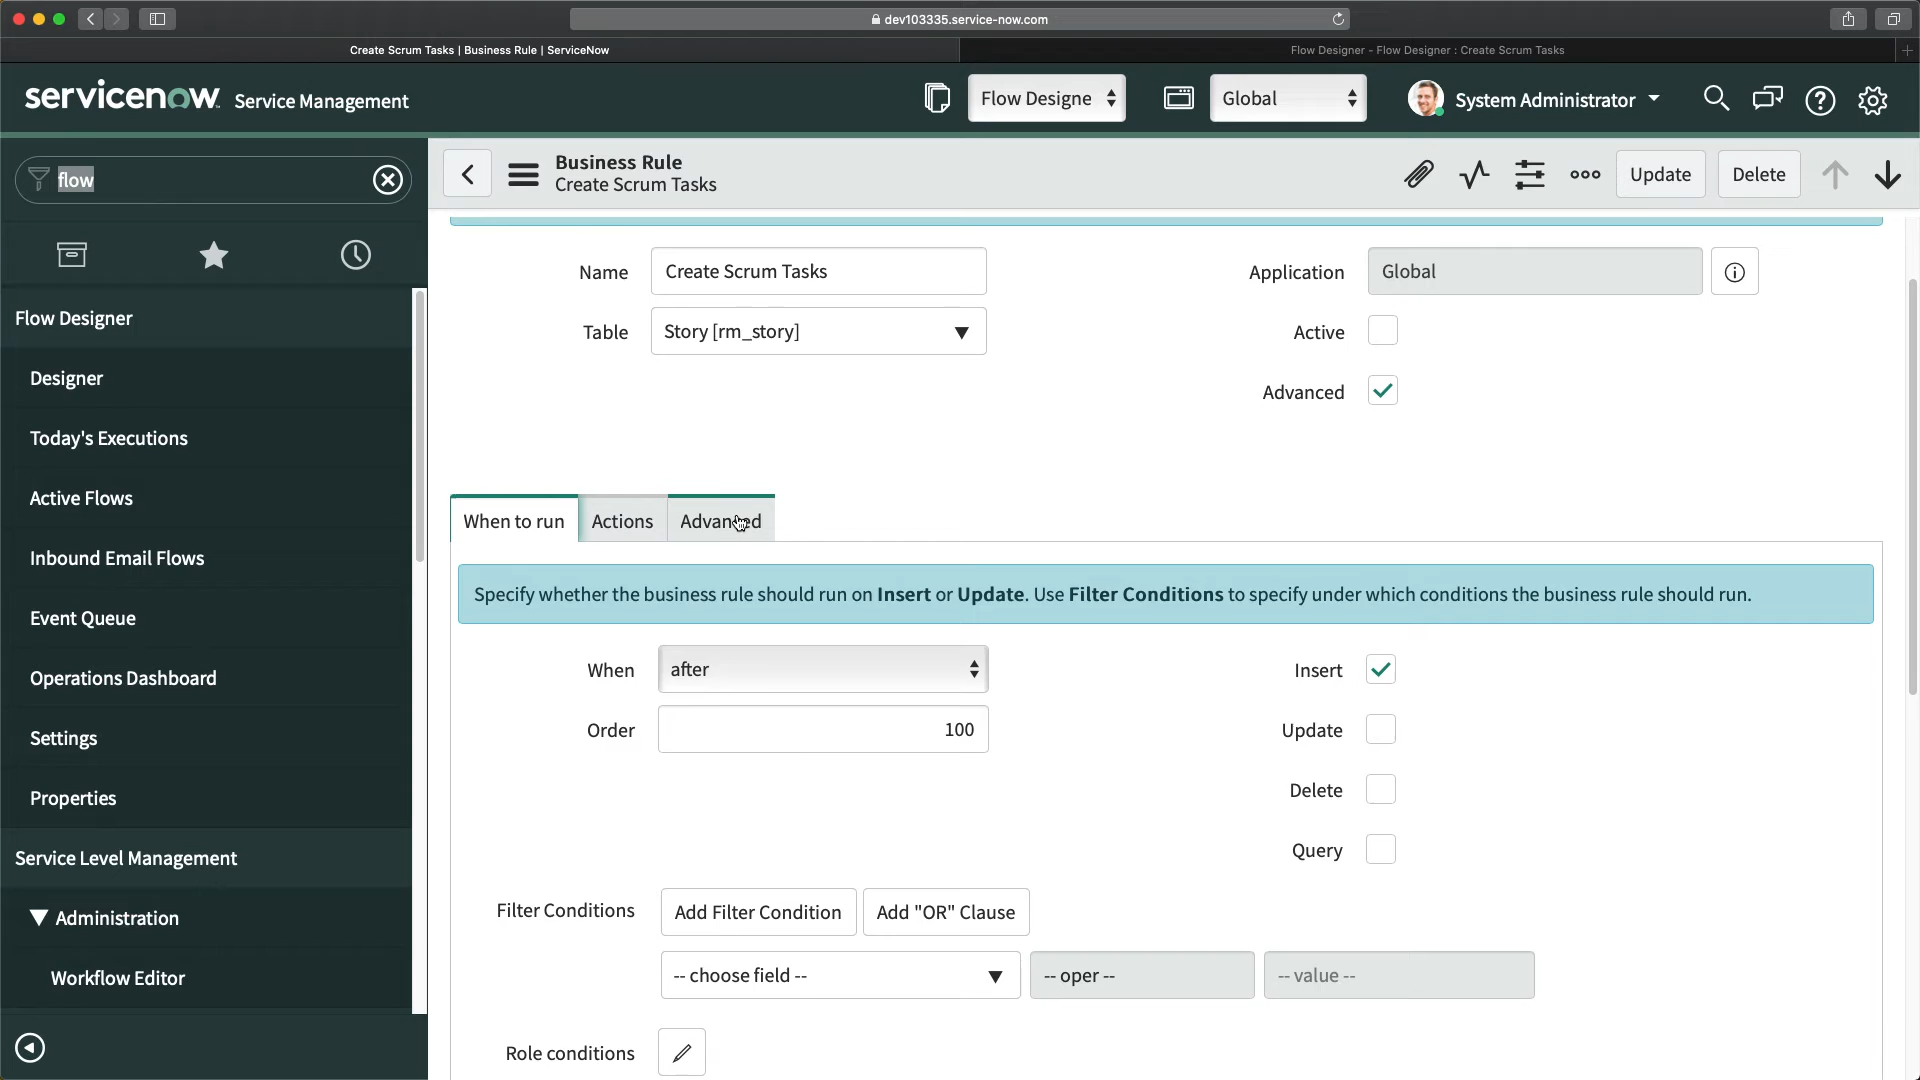 dev103335.service-now.com
Create Scrum Tasks | Business Rule | ServiceNow
Flow Designer - Flow Designer : Create Scrum Tasks
servicenow Service Management
Flow Designe
Global
System Administrator
flow
Business Rule
Create Scrum Tasks
Update
Delete
Flow Designer
Designer
Today's Executions
Active Flows
Inbound Email Flows
Event Queue
Operations Dashboard
Settings
Properties
Service Level Management
Administration
Workflow Editor
Name
Create Scrum Tasks
Application
Global
Table
Story [rm_story]
Active
Advanced
When to run
Actions
Advanced
Specify whether the business rule should run on Insert or Update. Use Filter Conditions to specify under which conditions the business rule should run.
When
after
Insert
Order
100
Update
Delete
Query
Filter Conditions
Add Filter Condition
Add "OR" Clause
-- choose field --
-- oper --
-- value --
Role conditions